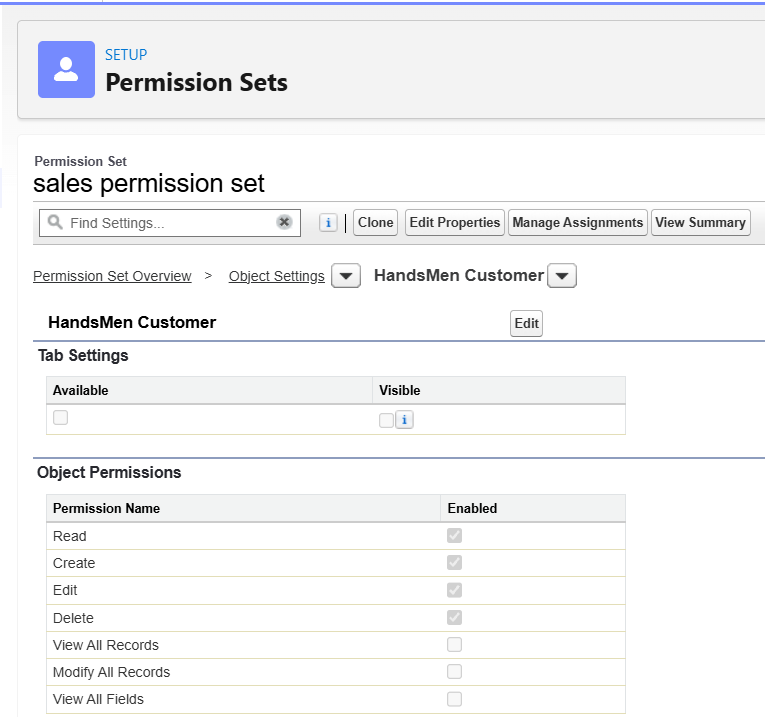 SETUP
Permission Sets
Permission Set
sales permission set
Find Settings...
i
Clone
Edit Properties
Manage Assignments
View Summary
Permission Set Overview > Object Settings HandsMen Customer
HandsMen Customer
Edit
Tab Settings
Available Visible
i
Object Permissions
Permission Name Enabled
Read
Create
Edit
Delete
View All Records
Modify All Records
View All Fields